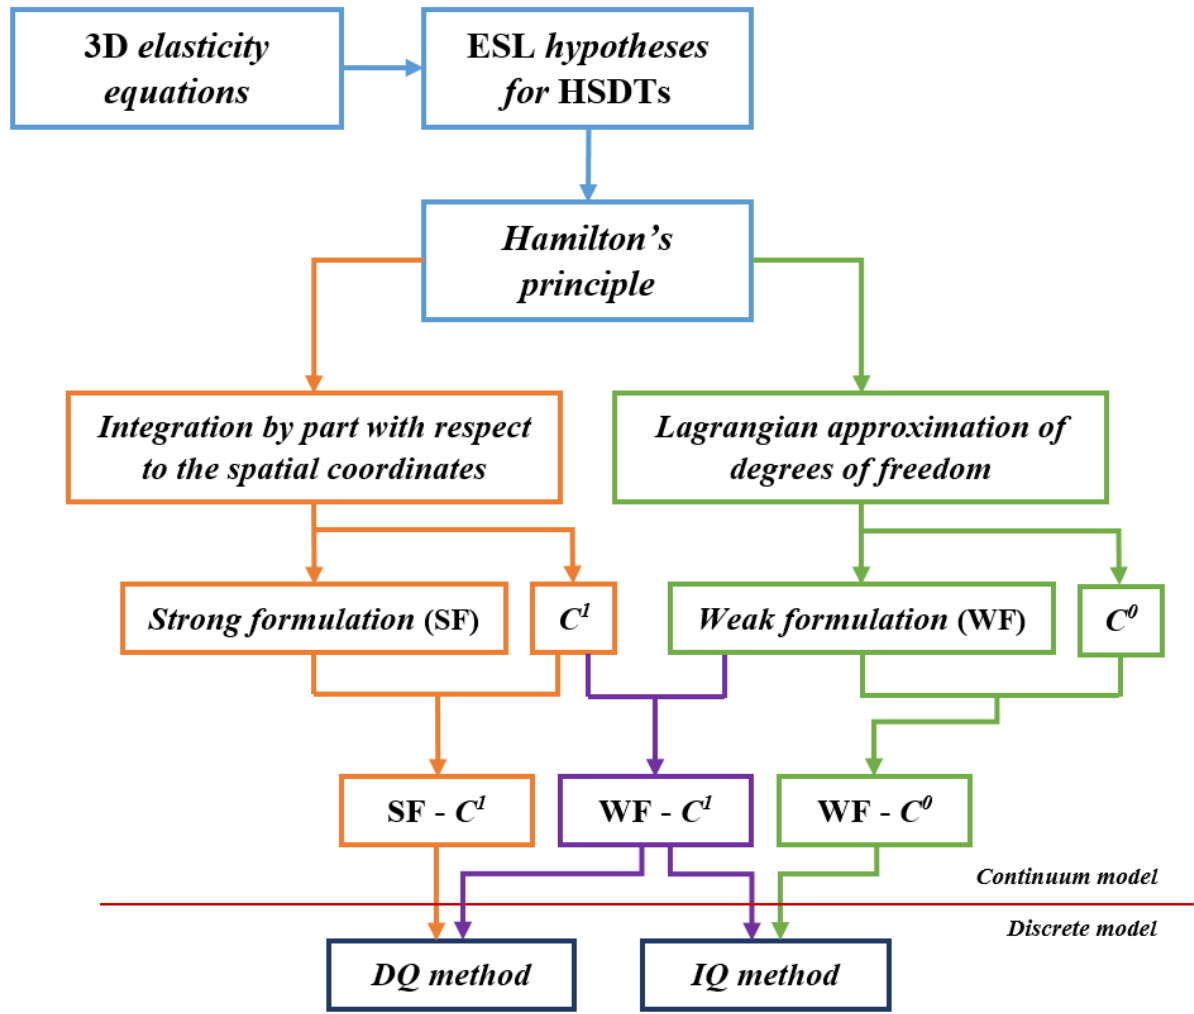 3D elasticity
equations
ESL hypotheses
for HSDTs
Hamilton’s
principle
Integration by part with respect
to the spatial coordinates
Lagrangian approximation of
degrees of freedom
Strong formulation (SF)
C¹
Weak formulation (WF)
C⁰
SF - C¹
WF - C¹
WF - C⁰
Continuum model
Discrete model
DQ method
IQ method